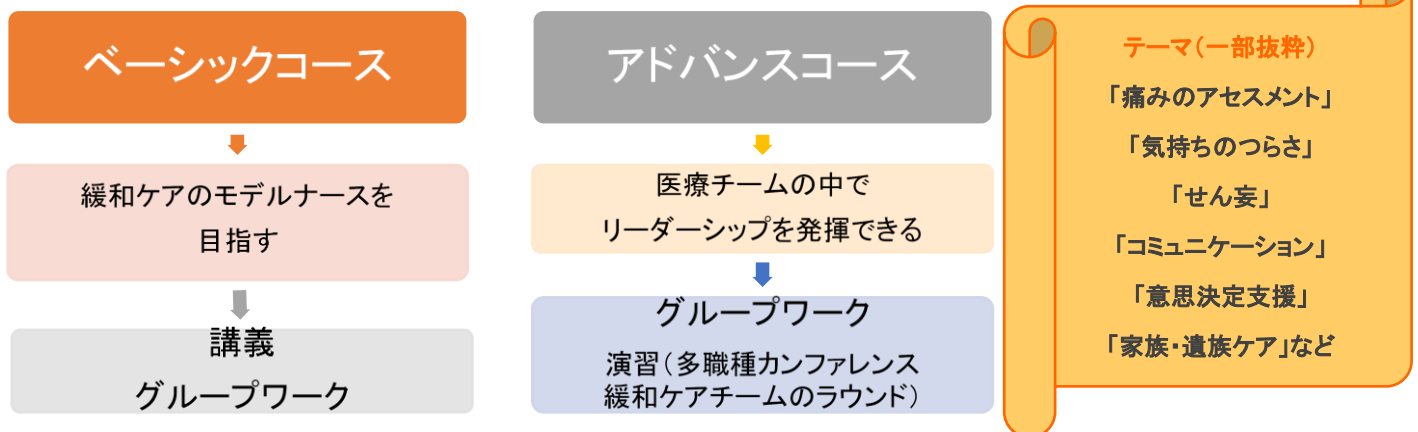 ベーシックコース
緩和ケアのモデルナースを
目指す
講義
グループワーク
アドバンスコース
医療チームの中で
リーダーシップを発揮できる
グループワーク
演習（多職種カンファレンス
緩和ケアチームのラウンド）
テーマ（一部抜粋）
「痛みのアセスメント」
「気持ちのつらさ」
「せん妄」
「コミュニケーション」
「意思決定支援」
「家族・遺族ケア」など